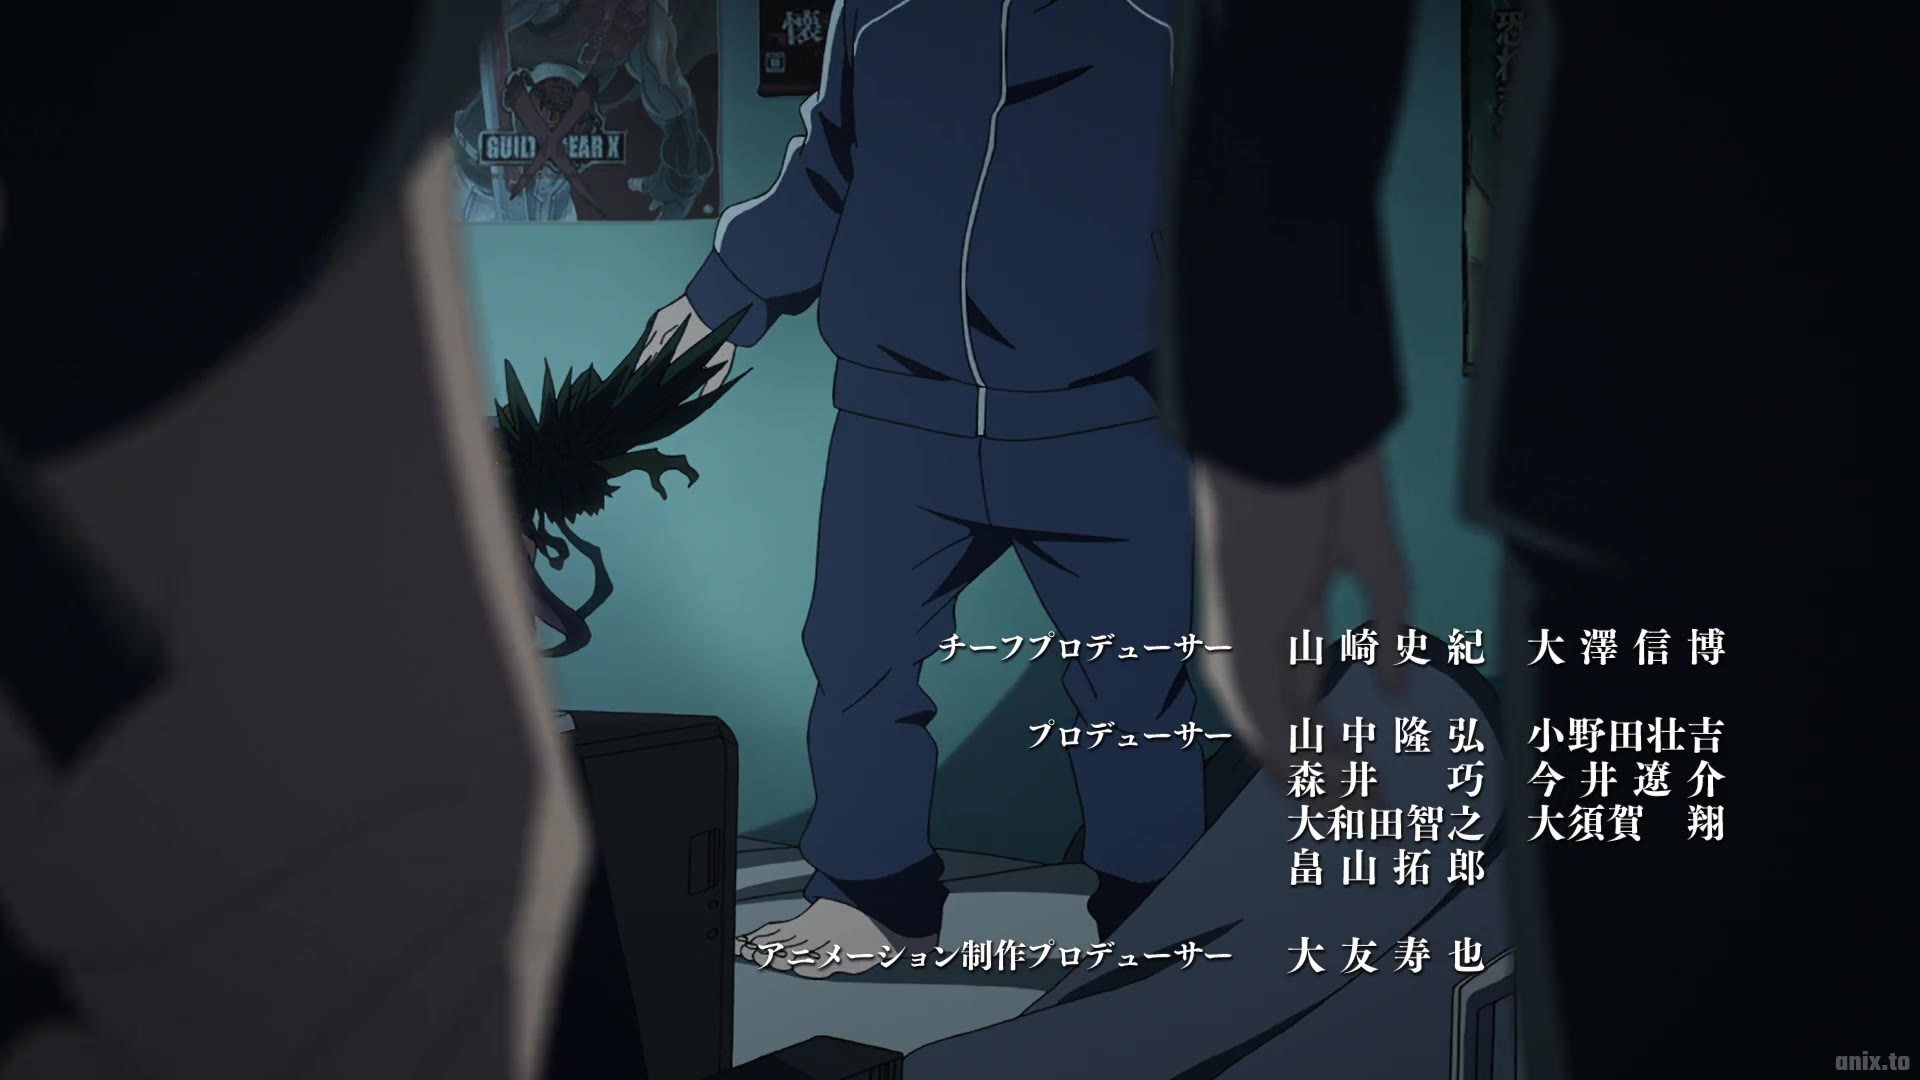 懐
恐れ
GUILTY GEAR X
チーフプロデューサー 山崎史紀 大澤信博
プロデューサー 山中隆弘 小野田壮吉
森井 巧 今井遼介
大和田智之 大須賀 翔
畠山拓郎
アニメーション制作プロデューサー 大友寿也
anix.to